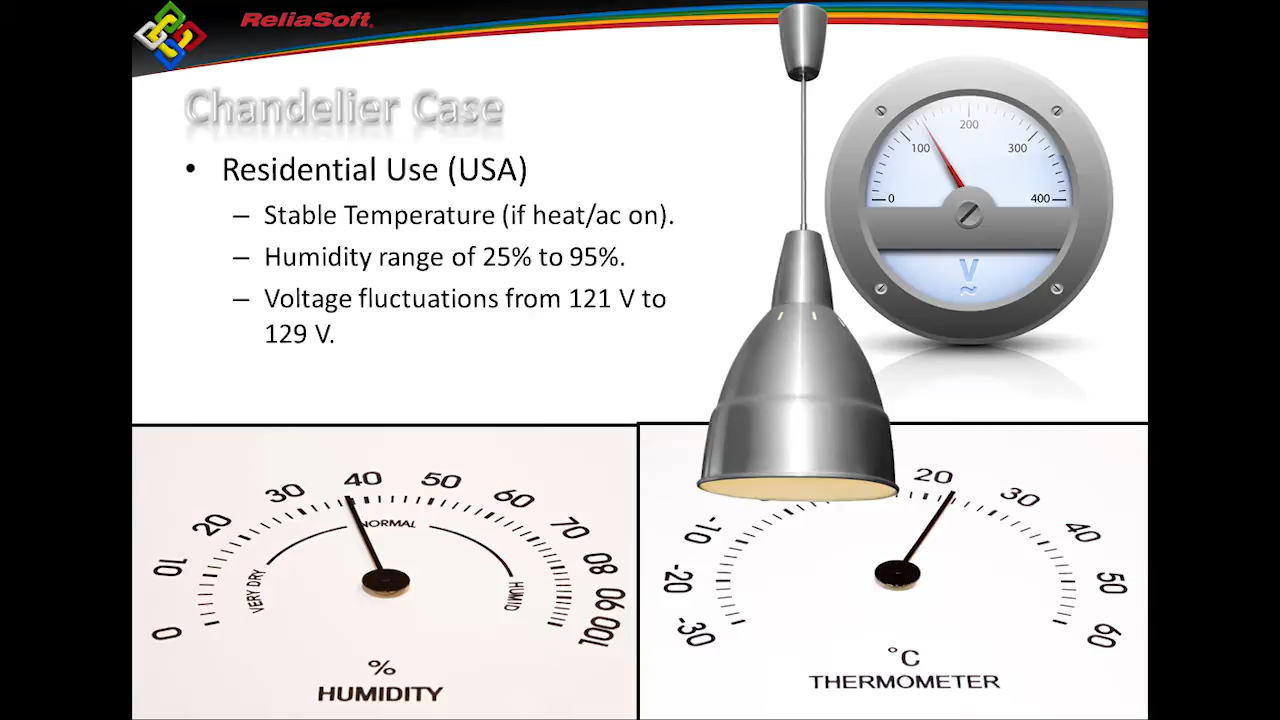 ReliaSoft
Chandelier Case
• Residential Use (USA)
– Stable Temperature (if heat/ac on).
– Humidity range of 25% to 95%.
– Voltage fluctuations from 121 V to
129 V.
0 100 200 300 400
V
~
0 10 20 30 40 50 60 70 80 90 100
VERY DRY NORMAL HUMID
%
HUMIDITY
-30 -20 -10 20 30 40 50 60
°C
THERMOMETER